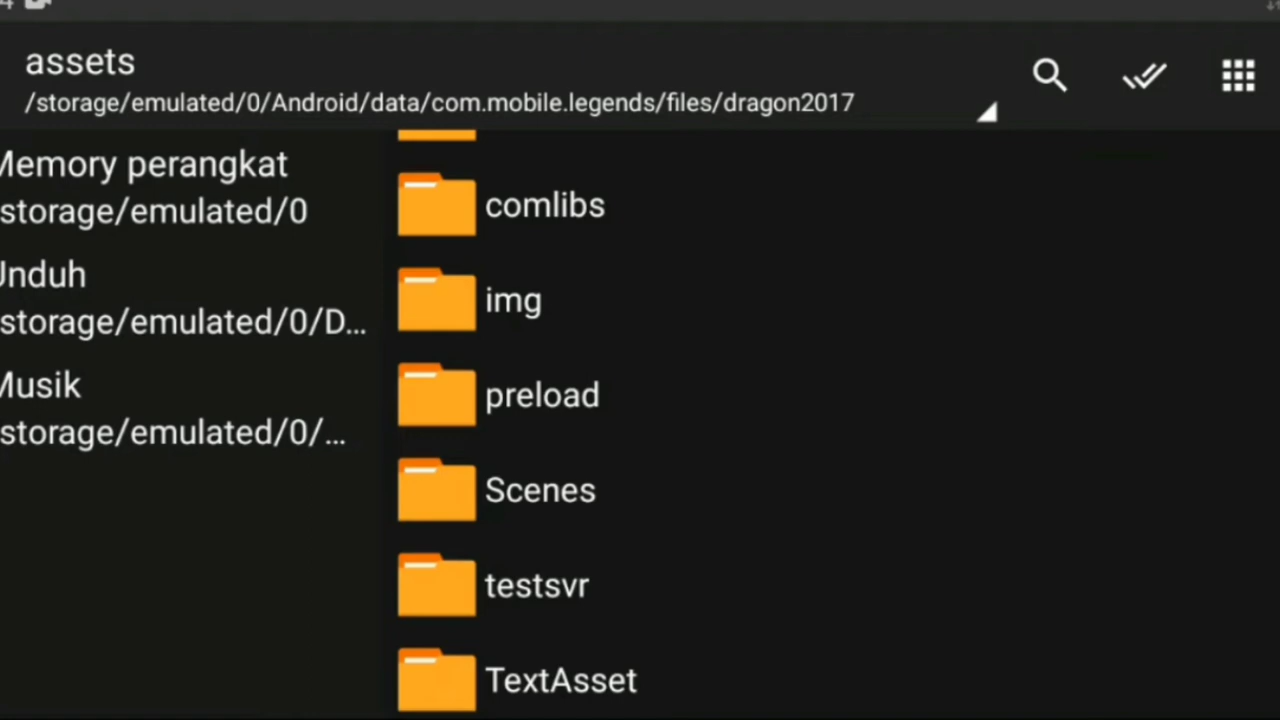 assets
/storage/emulated/0/Android/data/com.mobile.legends/files/dragon2017
Memory perangkat
storage/emulated/0
Unduh
storage/emulated/0/D...
Musik
storage/emulated/0/...
comlibs
img
preload
Scenes
testsvr
TextAsset